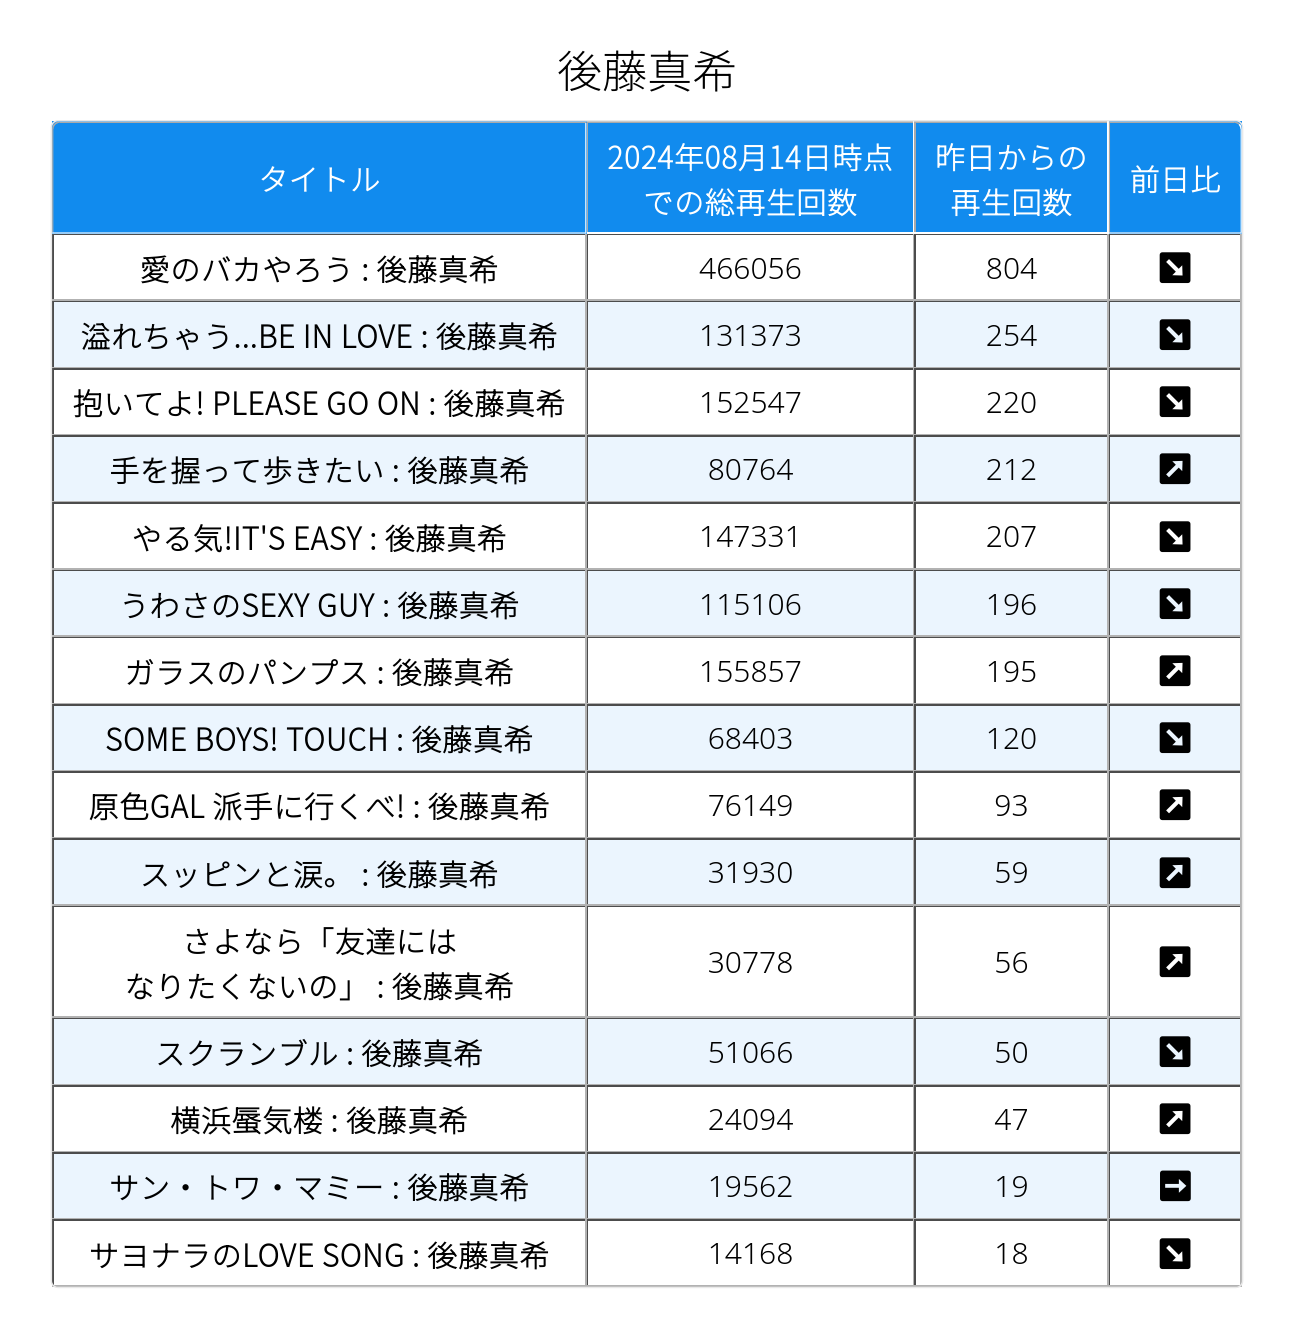 後藤真希
タイトル
2024年08月14日時点
での総再生回数
昨日からの
再生回数
前日比
愛のバカやろう : 後藤真希 466056 804
溢れちゃう...BE IN LOVE : 後藤真希 131373 254
抱いてよ! PLEASE GO ON : 後藤真希 152547 220
手を握って歩きたい : 後藤真希 80764 212
やる気!IT'S EASY : 後藤真希 147331 207
うわさのSEXY GUY : 後藤真希 115106 196
ガラスのパンプス : 後藤真希 155857 195
SOME BOYS! TOUCH : 後藤真希 68403 120
原色GAL 派手に行くべ! : 後藤真希 76149 93
スッピンと涙。 : 後藤真希 31930 59
さよなら「友達には
なりたくないの」 : 後藤真希 30778 56
スクランブル : 後藤真希 51066 50
横浜蜃気楼 : 後藤真希 24094 47
サン・トワ・マミー : 後藤真希 19562 19
サヨナラのLOVE SONG : 後藤真希 14168 18